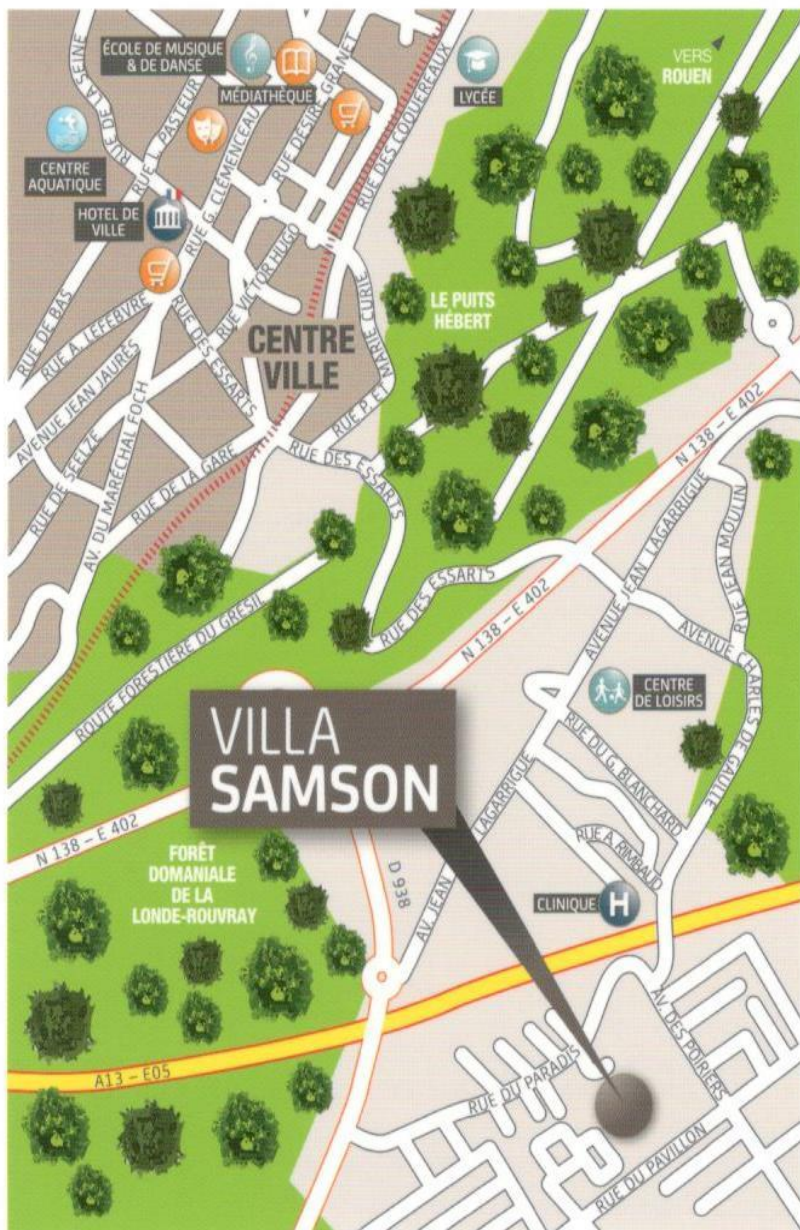 ÉCOLE DE MUSIQUE
& DE DANSE
MÉDIATHÈQUE
LYCÉE
VERS
ROUEN
CENTRE
AQUATIQUE
HOTEL DE
VILLE
RUE DE LA SEINE
RUE L. PASTEUR
RUE G. CLÉMENCEAU
RUE DESIRÉ GRANET
RUE DES COQUEREAUX
RUE VICTOR HUGO
RUE DE BAS
RUE A. LEFEBVRE
RUE DES ESSARTS
CENTRE
VILLE
LE PUITS
HÉBERT
RUE P. ET MARIE CURIE
AVENUE JEAN JAURES
RUE DE SEELZE
AV. DU MARÉCHAL FOCH
RUE DE LA GARE
RUE DES ESSARTS
N 138 – E 402
RUE DES ESSARTS
AVENUE JEAN LAGARRIGUE
RUE JEAN MOULIN
ROUTE FORESTIÈRE DU GRÉSIL
N 138 – E 402
AVENUE CHARLES DE GAULLE
CENTRE
DE LOISIRS
VILLA
SAMSON
RUE DU G. BLANCHARD
RUE A. RIMBAUD
N 138 – E 402
FORÊT
DOMANIALE
DE LA
LONDE-ROUVRAY
D 938
AV. JEAN LAGARRIGUE
CLINIQUE
H
A13 – E05
RUE DU PARADIS
AV. DES POIRIERS
RUE DU PAVILLON